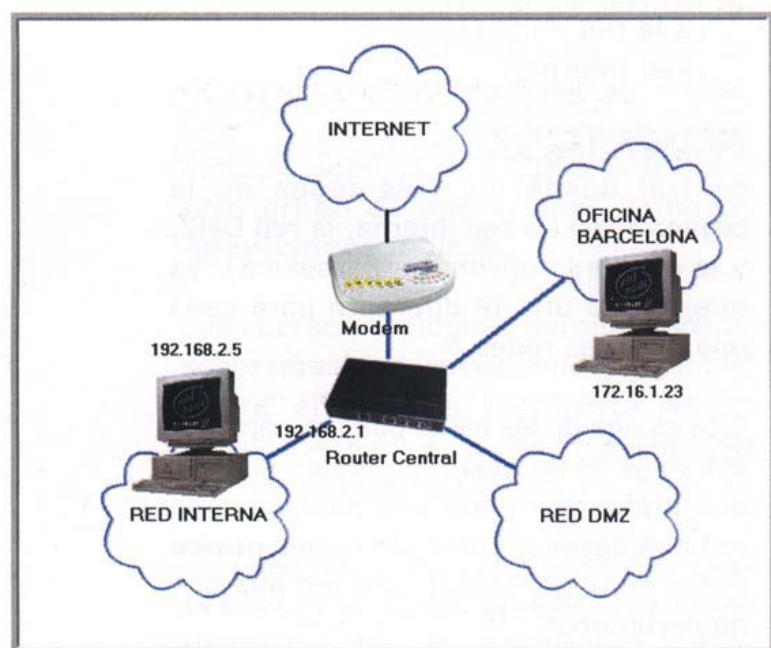 INTERNET
OFICINA
BARCELONA
Modem
192.168.2.5
172.16.1.23
192.168.2.1
Router Central
RED INTERNA
RED DMZ